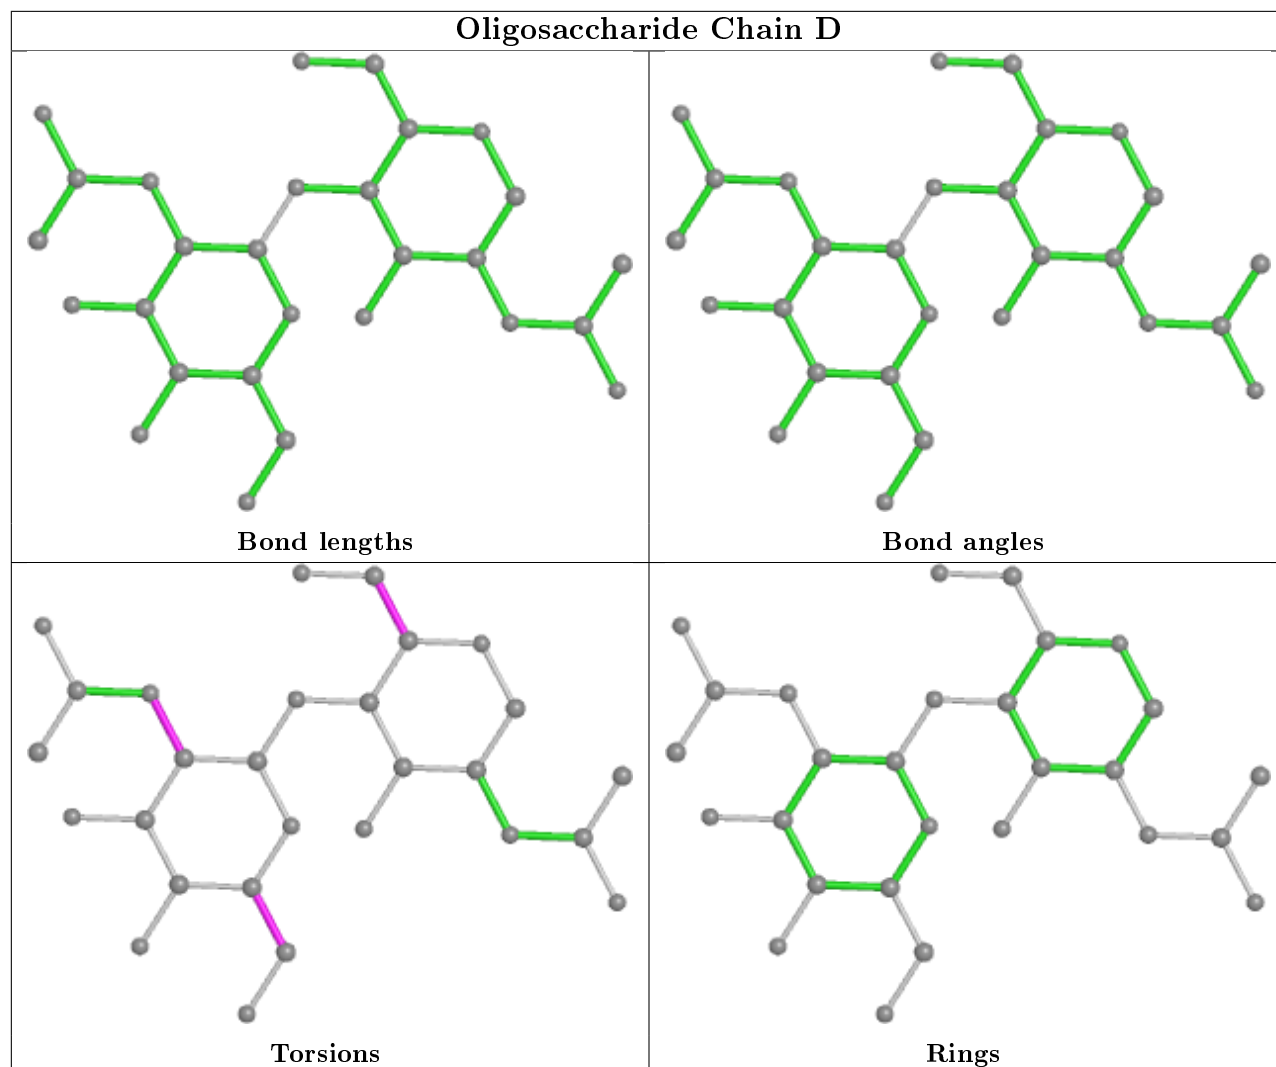 Oligosaccharide Chain D
Bond lengths
Bond angles
Torsions
Rings